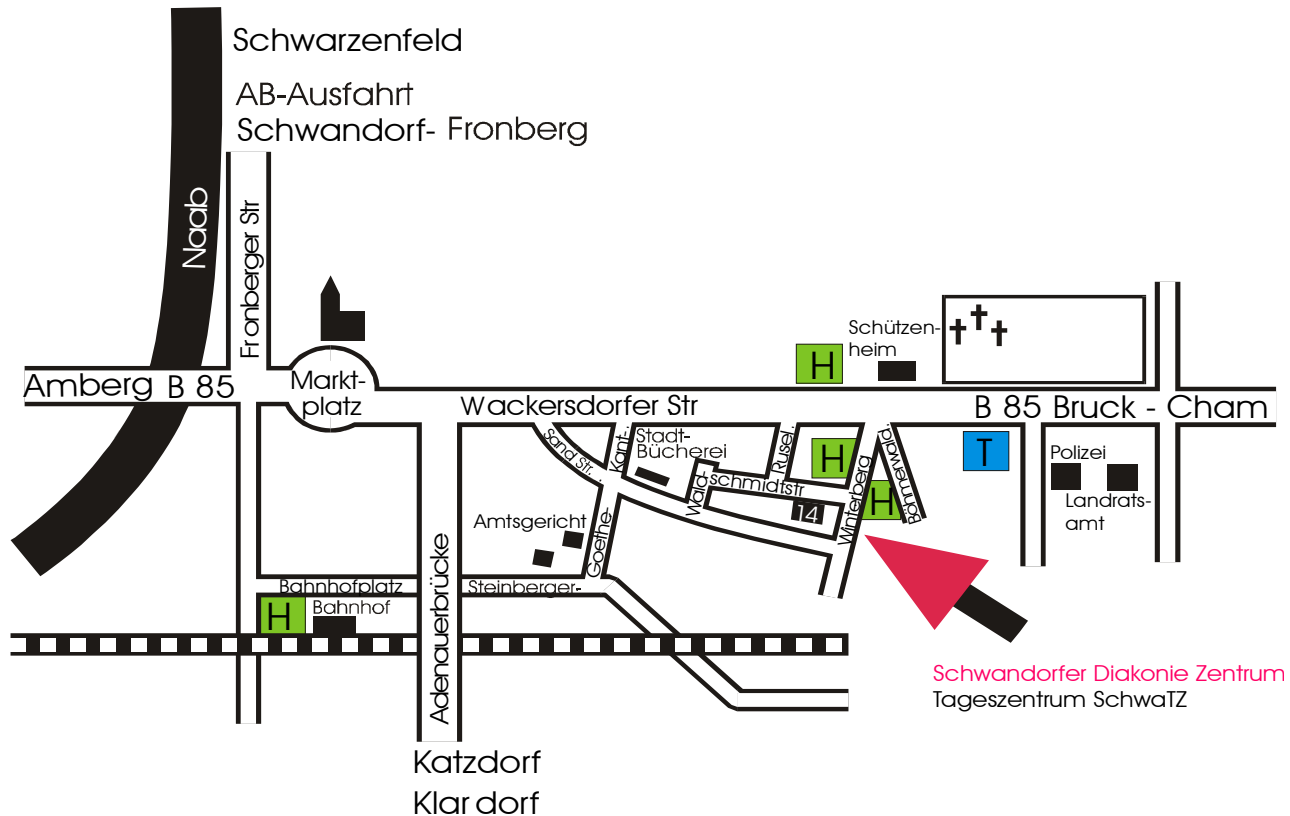 Schwarzenfeld
AB-Ausfahrt
Schwandorf- Fronberg
Naab
Fronberger Str
Schützen-
heim
H
Amberg B 85
Markt-
platz
Wackersdorfer Str
B 85 Bruck - Cham
Sand Str..
Kant-.
Stadt-
Bücherei
Rusel..
H
Winterberg
Böhmerwald.
T
Polizei
Landrats-
amt
Wald-
schmidtstr
14
H
Amtsgericht
Goethe-
Adenauerbrücke
Bahnhofplatz
Steinberger-
H
Bahnhof
Schwandorfer Diakonie Zentrum
Tageszentrum SchwaTZ
Katzdorf
Klar dorf